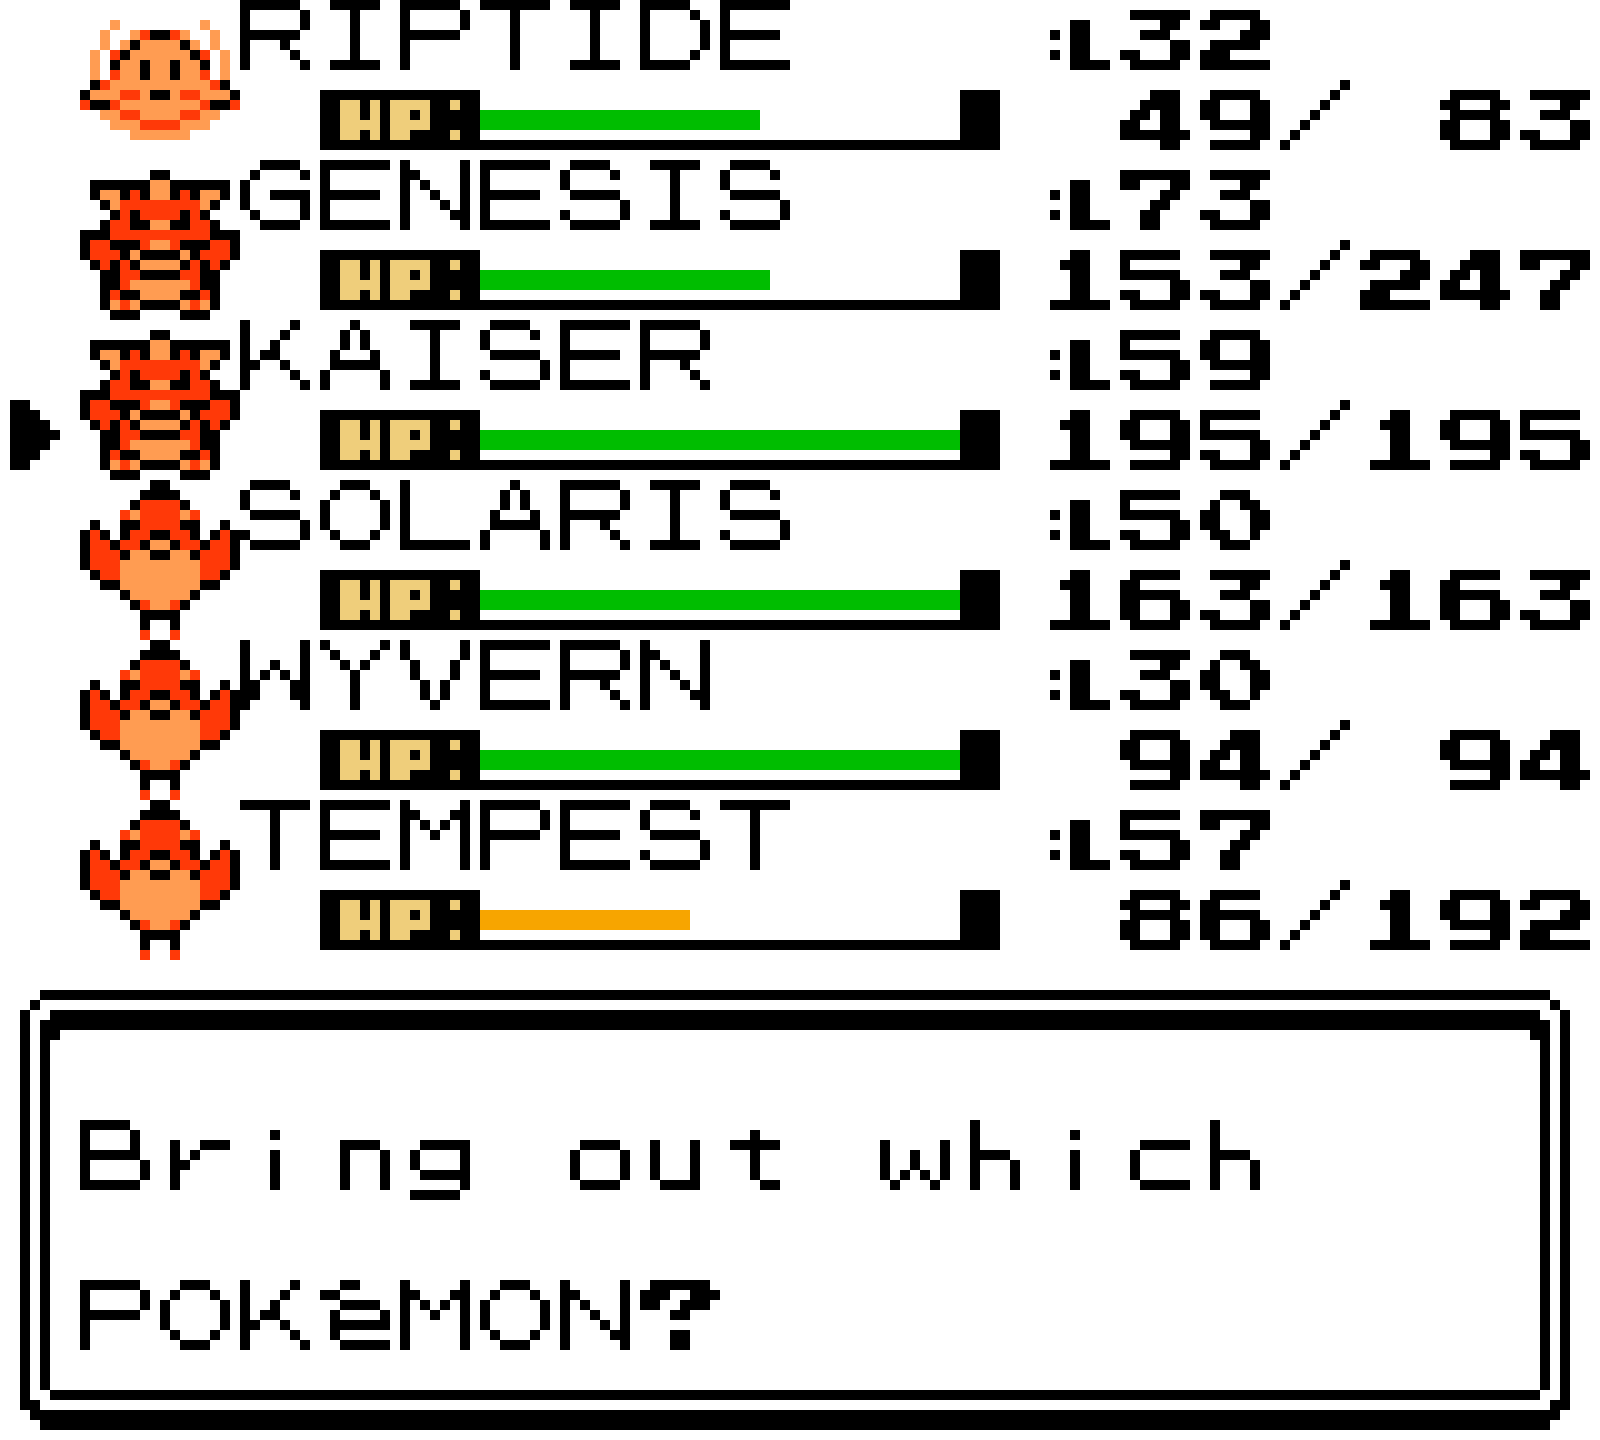 RIPTIDE :L32
HP: 49/ 83
GENESIS :L73
HP: 153/247
KAISER :L59
HP: 195/195
SOLARIS :L50
HP: 163/163
WYVERN :L30
HP: 94/ 94
TEMPEST :L57
HP: 86/192
Bring out which
POKéMON?